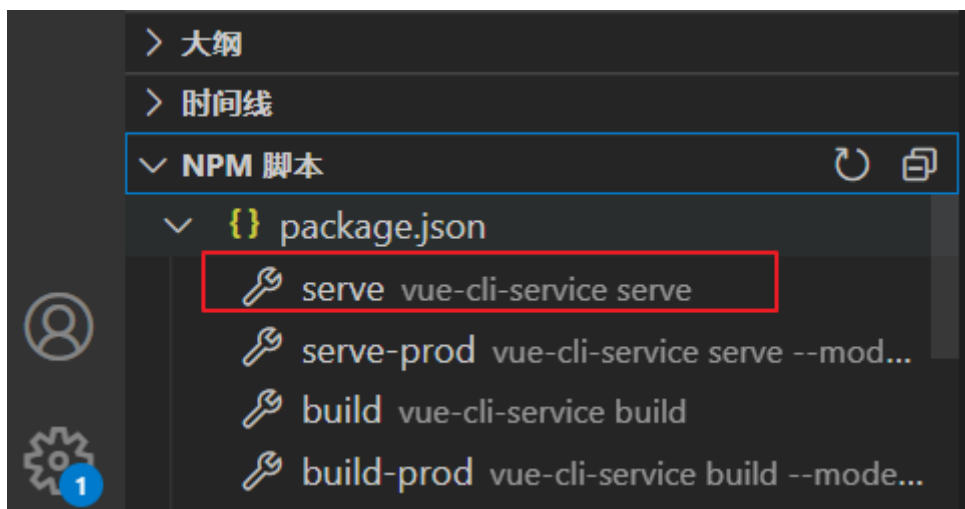 大纲
时间线
NPM 脚本
{} package.json
serve vue-cli-service serve
serve-prod vue-cli-service serve --mod...
build vue-cli-service build
build-prod vue-cli-service build --mode...
1